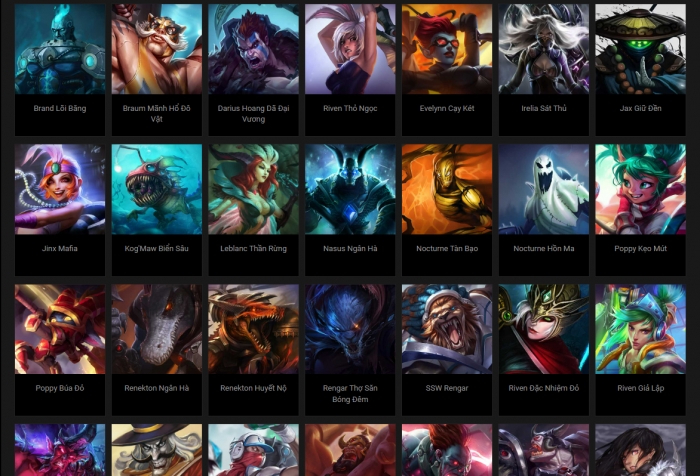 Brand Lõi Băng
Braum Mãnh Hổ Đô
Vật
Darius Hoang Dã Đại
Vương
Riven Thỏ Ngọc
Evelynn Cạy Két
Irelia Sát Thủ
Jax Giữ Đền
Jinx Mafia
Kog'Maw Biển Sâu
Leblanc Thần Rừng
Nasus Ngân Hà
Nocturne Tàn Bạo
Nocturne Hồn Ma
Poppy Kẹo Mút
Poppy Búa Đỏ
Renekton Ngân Hà
Renekton Huyết Nộ
Rengar Thợ Săn
Bóng Đêm
SSW Rengar
Riven Đặc Nhiệm Đỏ
Riven Giả Lập